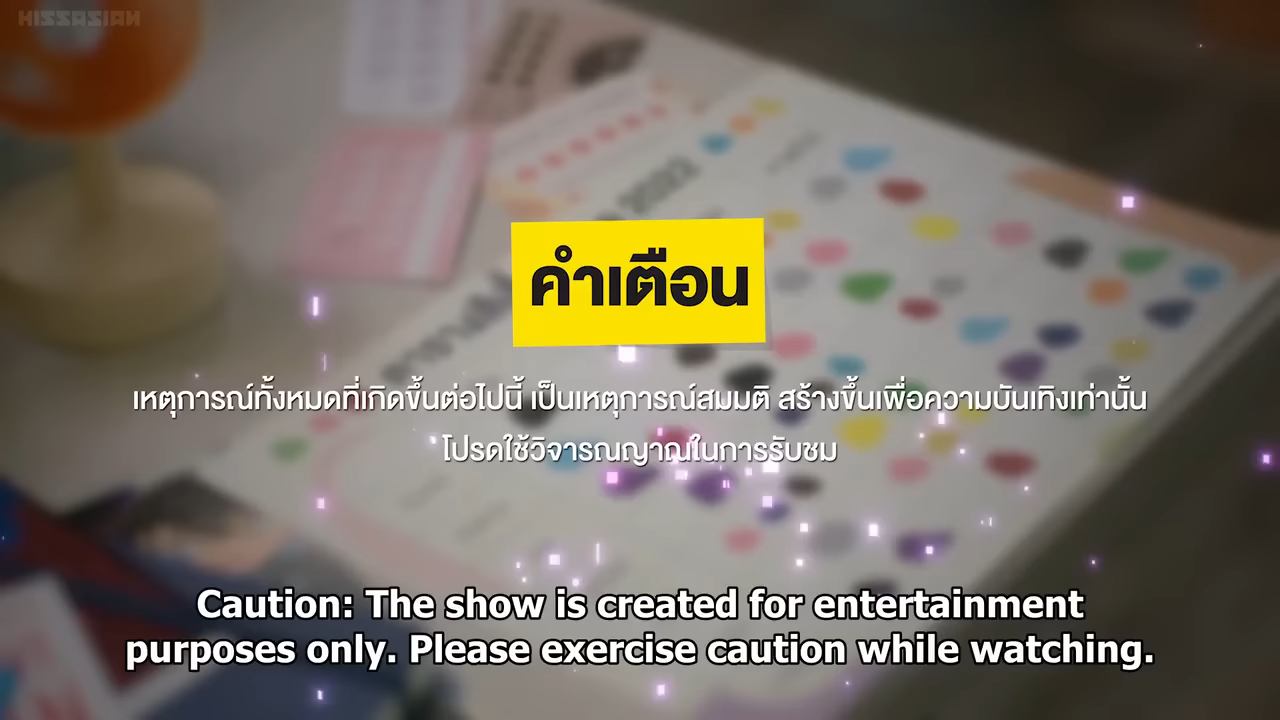 HISSASIAN
2022
คำเตือน
เหตุการณ์ทั้งหมดที่เกิดขึ้นต่อไปนี้ เป็นเหตุการณ์สมมติ สร้างขึ้นเพื่อความบันเทิงเท่านั้น
โปรดใช้วิจารณญาณในการรับชม
Caution: The show is created for entertainment
purposes only. Please exercise caution while watching.